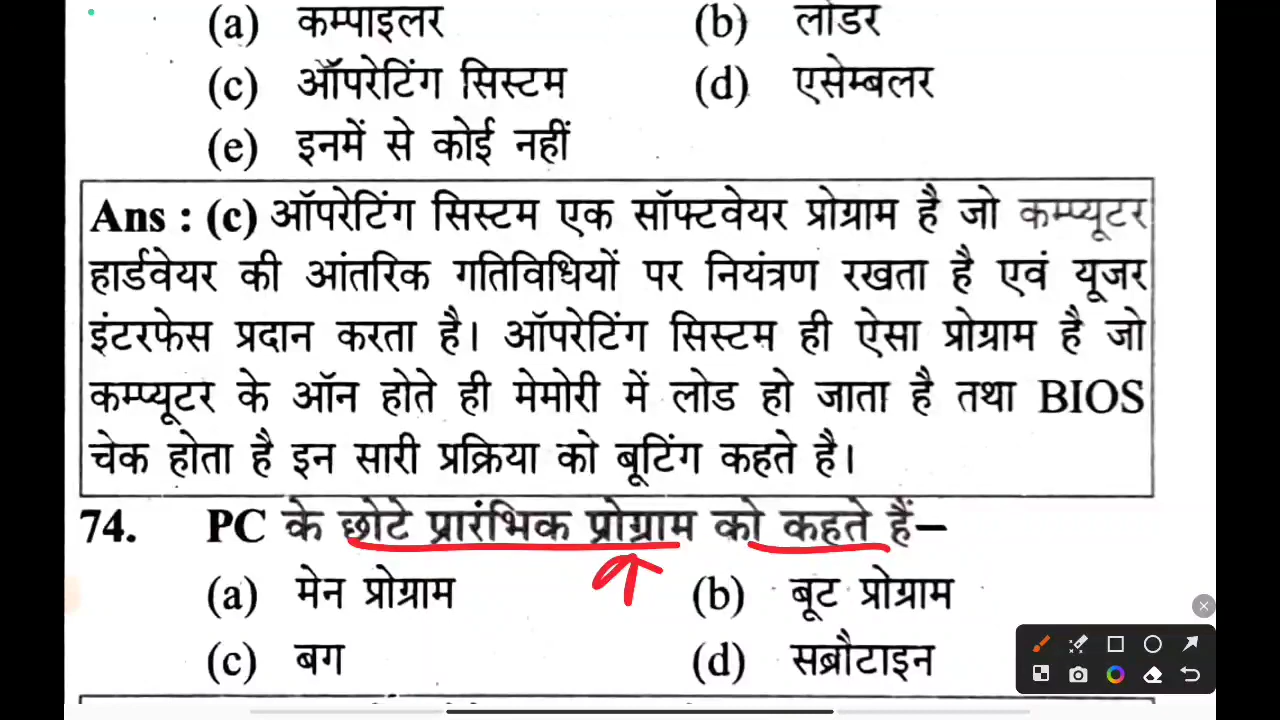 (a) कम्पाइलर (b) लोडर
(c) ऑपरेटिंग सिस्टम (d) एसेम्बलर
(e) इनमें से कोई नहीं
Ans : (c) ऑपरेटिंग सिस्टम एक सॉफ्टवेयर प्रोग्राम है जो कम्प्यूटर
हार्डवेयर की आंतरिक गतिविधियों पर नियंत्रण रखता है एवं यूजर
इंटरफेस प्रदान करता है। ऑपरेटिंग सिस्टम ही ऐसा प्रोग्राम है जो
कम्प्यूटर के ऑन होते ही मेमोरी में लोड हो जाता है तथा BIOS
चेक होता है इन सारी प्रक्रिया को बूटिंग कहते है।
74. PC के छोटे प्रारंभिक प्रोग्राम को कहते हैं–
(a) मेन प्रोग्राम (b) बूट प्रोग्राम
(c) बग (d) सब्रौटाइन